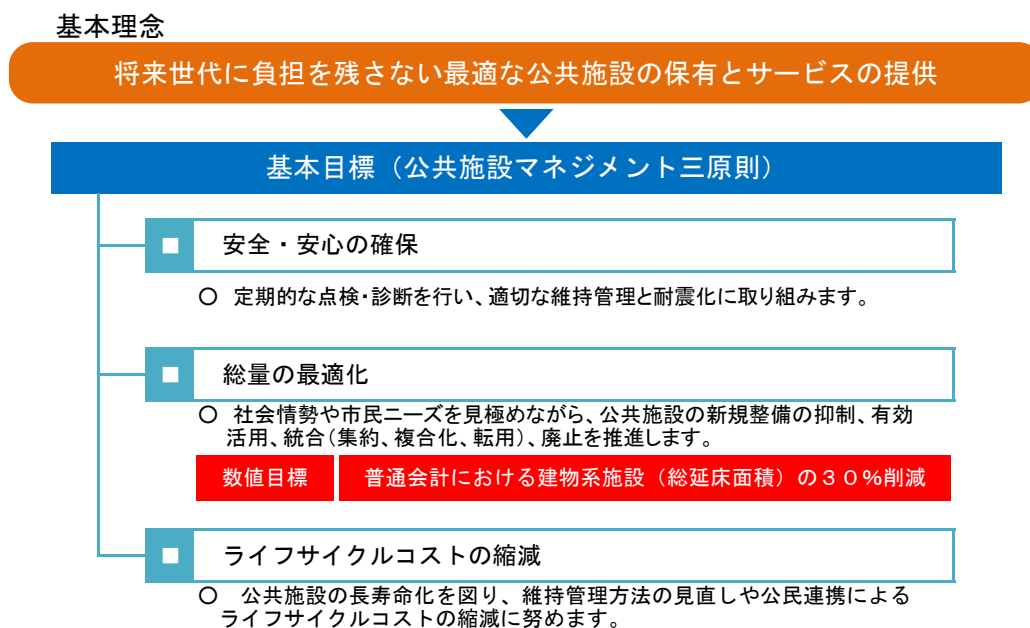 基本理念
将来世代に負担を残さない最適な公共施設の保有とサービスの提供
基本目標（公共施設マネジメント三原則）
■ 安全・安心の確保
○ 定期的な点検・診断を行い、適切な維持管理と耐震化に取り組みます。
■ 総量の最適化
○ 社会情勢や市民ニーズを見極めながら、公共施設の新規整備の抑制、有効
活用、統合（集約、複合化、転用）、廃止を推進します。
数値目標 普通会計における建物系施設（総延床面積）の３０％削減
■ ライフサイクルコストの縮減
○ 公共施設の長寿命化を図り、維持管理方法の見直しや公民連携による
ライフサイクルコストの縮減に努めます。